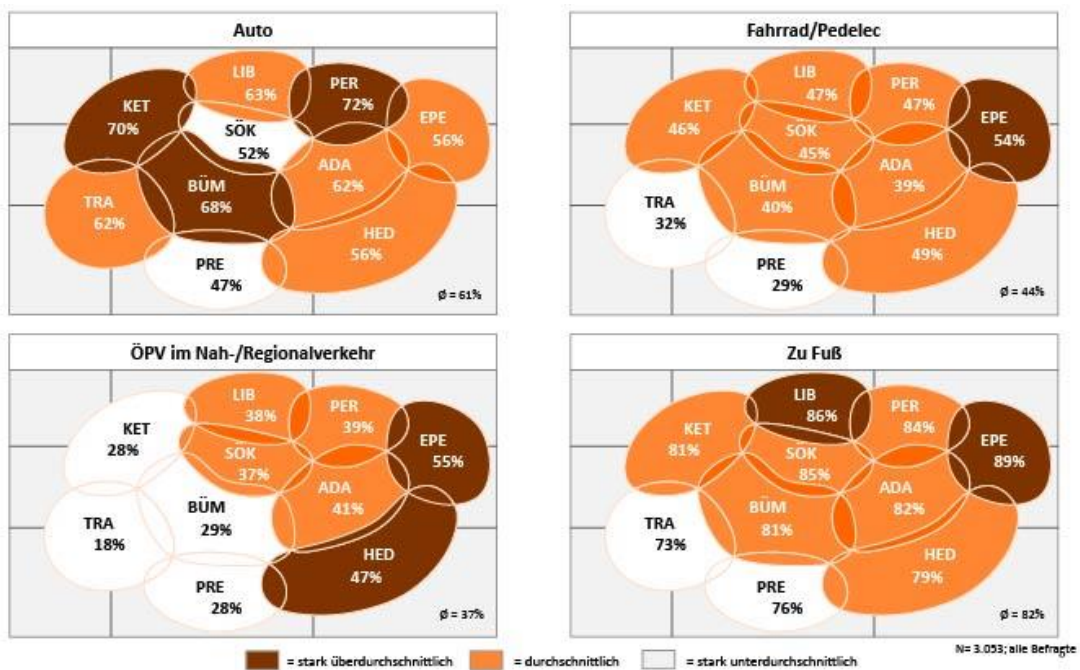 Auto
LIB
63%
PER
72%
KET
70%
EPE
56%
SÖK
52%
ADA
62%
BÜM
68%
TRA
62%
HED
56%
PRE
47%
Ø = 61%
Fahrrad/Pedelec
LIB
47%
PER
47%
KET
46%
EPE
54%
SÖK
45%
ADA
39%
BÜM
40%
TRA
32%
HED
49%
PRE
29%
Ø = 44%
ÖPV im Nah-/Regionalverkehr
LIB
38%
PER
39%
KET
28%
EPE
55%
SÖK
37%
ADA
41%
BÜM
29%
TRA
18%
HED
47%
PRE
28%
Ø = 37%
Zu Fuß
LIB
86%
PER
84%
KET
81%
EPE
89%
SÖK
85%
ADA
82%
BÜM
81%
TRA
73%
HED
79%
PRE
76%
Ø = 82%
= stark überdurchschnittlich
= durchschnittlich
= stark unterdurchschnittlich
N= 3.053; alle Befragte